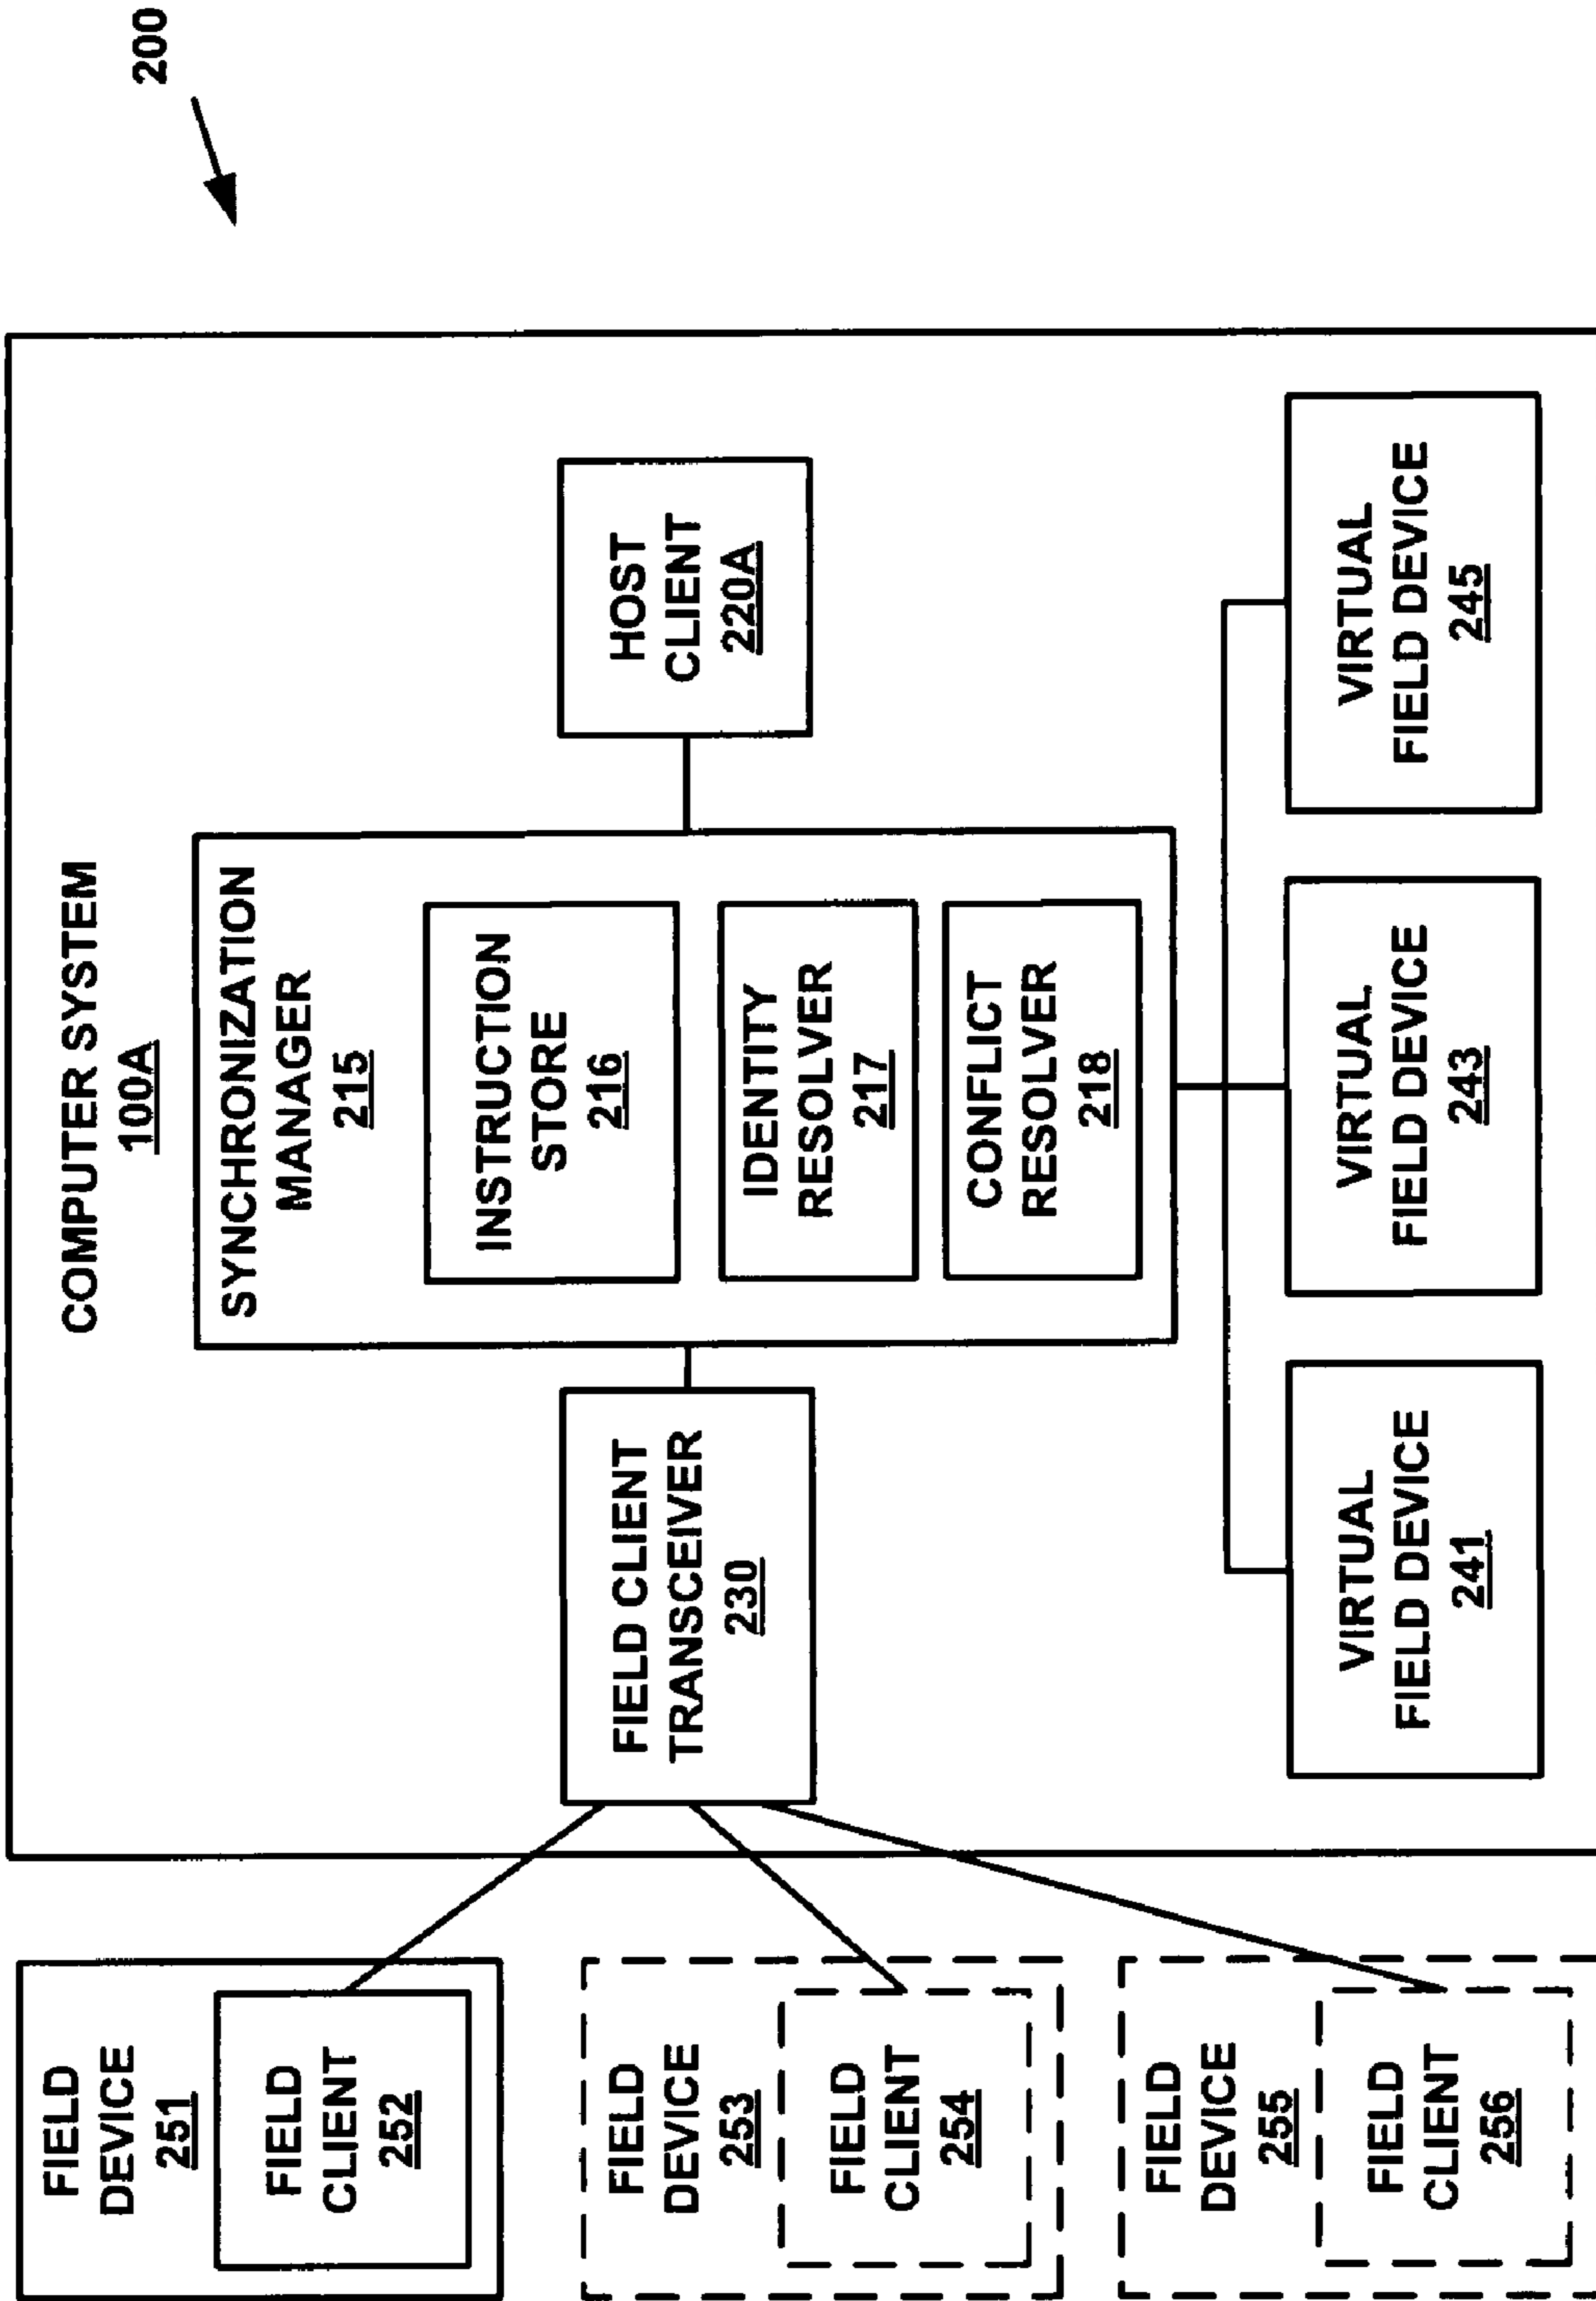 200
COMPUTER SYSTEM
100A
SYNCHRONIZATION
MANAGER
215
INSTRUCTION
STORE
216
IDENTITY
RESOLVER
217
CONFLICT
RESOLVER
218
HOST
CLIENT
220A
FIELD CLIENT
TRANSCEIVER
230
VIRTUAL
FIELD DEVICE
241
VIRTUAL
FIELD DEVICE
243
VIRTUAL
FIELD DEVICE
245
FIELD
DEVICE
251
FIELD
CLIENT
252
FIELD
DEVICE
253
FIELD
CLIENT
254
FIELD
DEVICE
255
FIELD
CLIENT
256